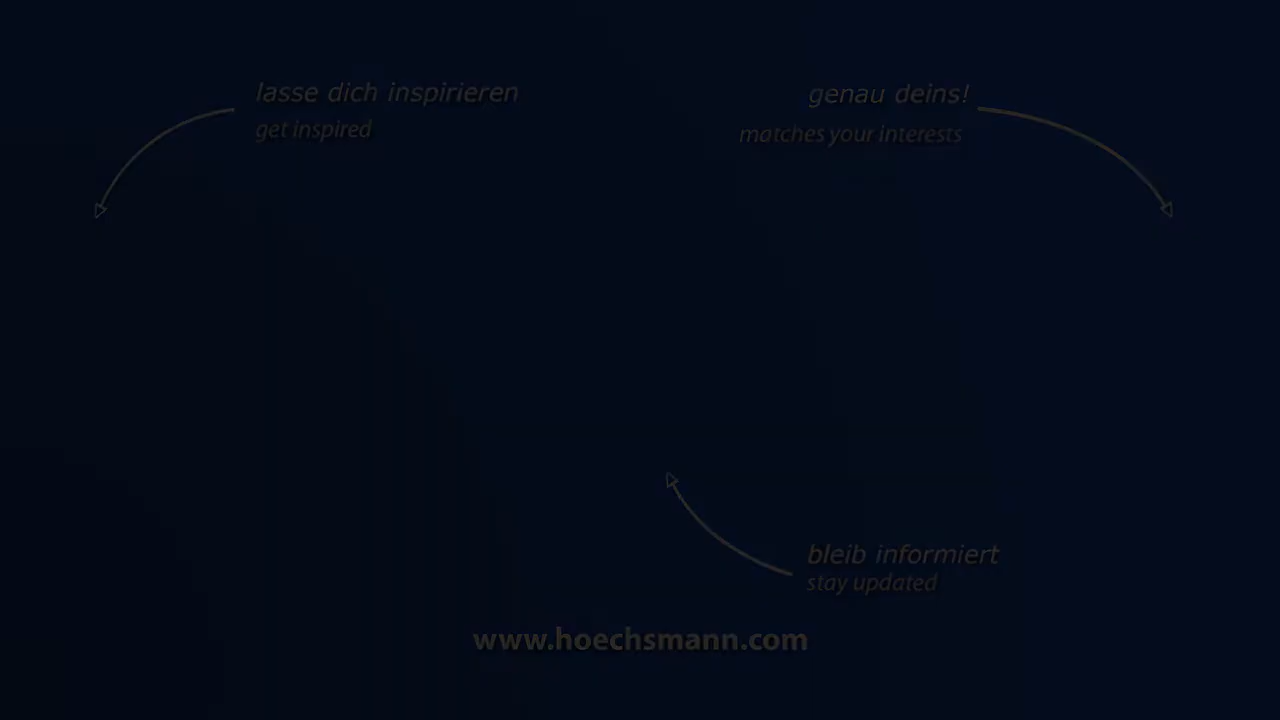 lasse dich inspirieren
get inspired
genau deins!
matches your interests
bleib informiert
stay updated
www.hoechsmann.com